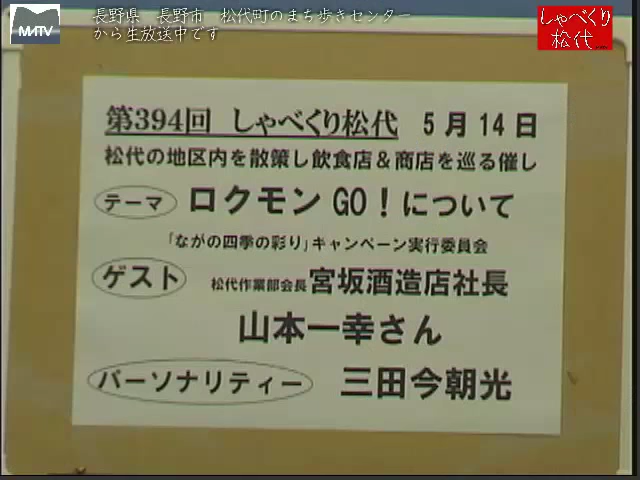 MATV
長野県　長野市　松代町のまち歩きセンター
から生放送中です
しゃべくり
松代
第394回　しゃべくり松代　5月14日
松代の地区内を散策し飲食店＆商店を巡る催し
テーマ　ロクモンGO！について
「ながの四季の彩り」キャンペーン実行委員会
ゲスト　松代作業部会長 宮坂酒造店社長
山本一幸さん
パーソナリティー　三田今朝光